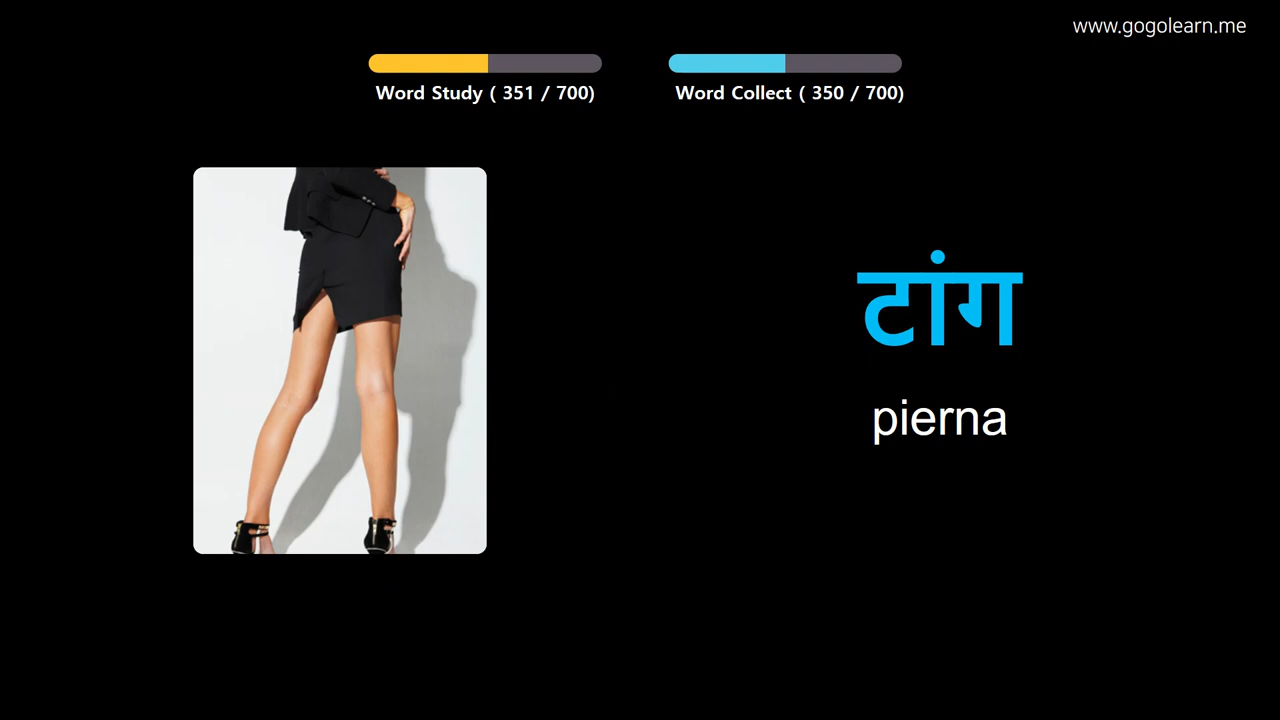 www.gogolearn.me
Word Study ( 351 / 700)
Word Collect ( 350 / 700)
टांग
pierna